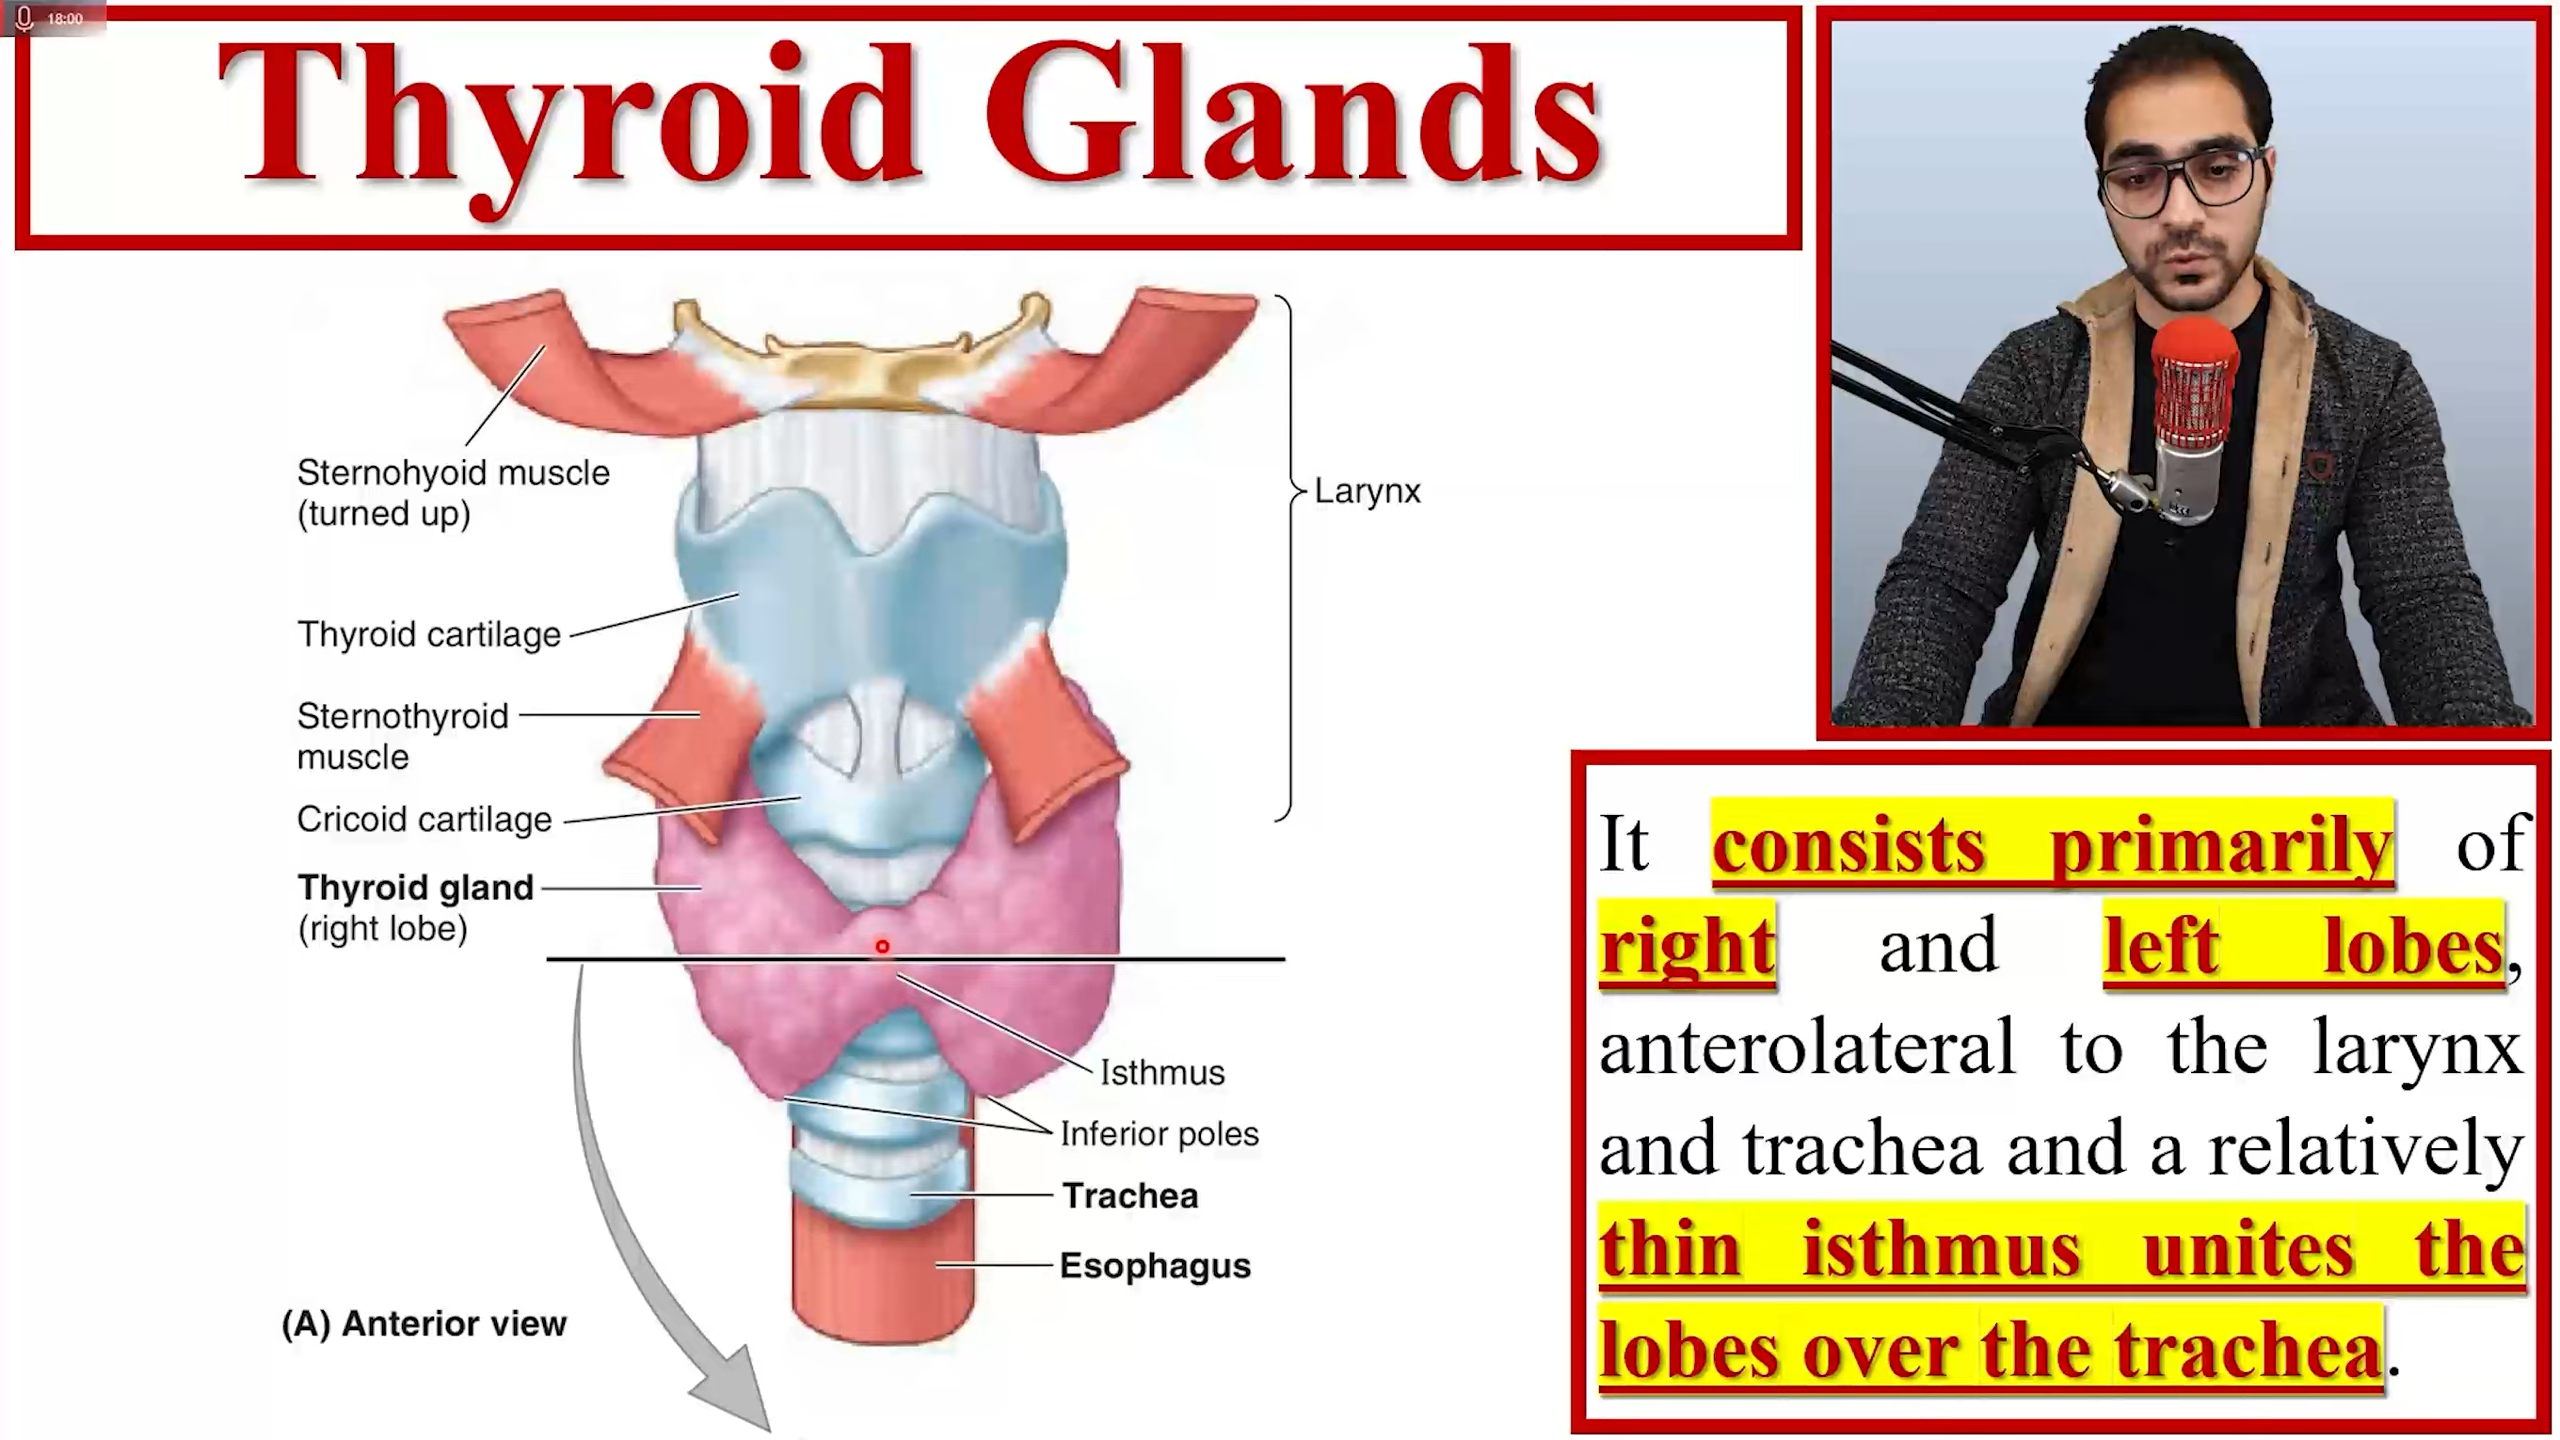 18:00
Thyroid Glands
Sternohyoid muscle
(turned up)
Larynx
Thyroid cartilage
Sternothyroid
muscle
Cricoid cartilage
Thyroid gland
(right lobe)
Isthmus
Inferior poles
Trachea
Esophagus
(A) Anterior view
It consists primarily of
right and left lobes,
anterolateral to the larynx
and trachea and a relatively
thin isthmus unites the
lobes over the trachea.